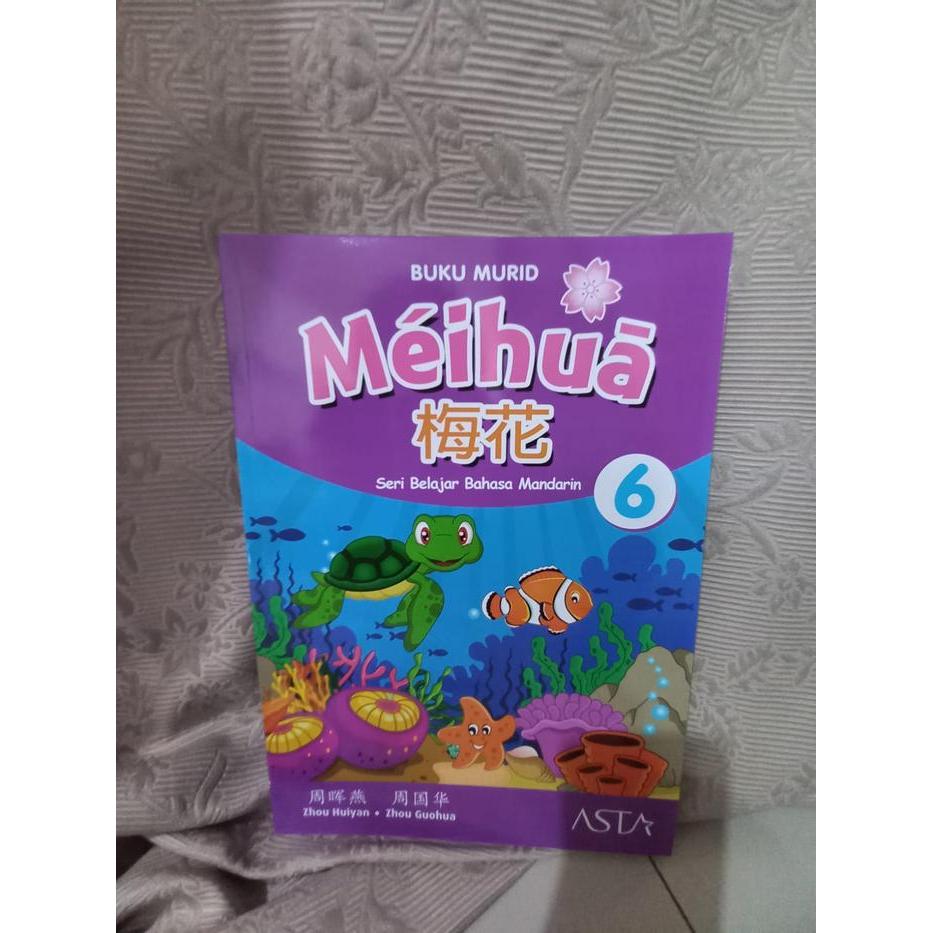 BUKU MURID
Méihuā
梅花
Seri Belajar Bahasa Mandarin
6
周晖燕 周国华
Zhou Huiyan • Zhou Guohua
ASTA